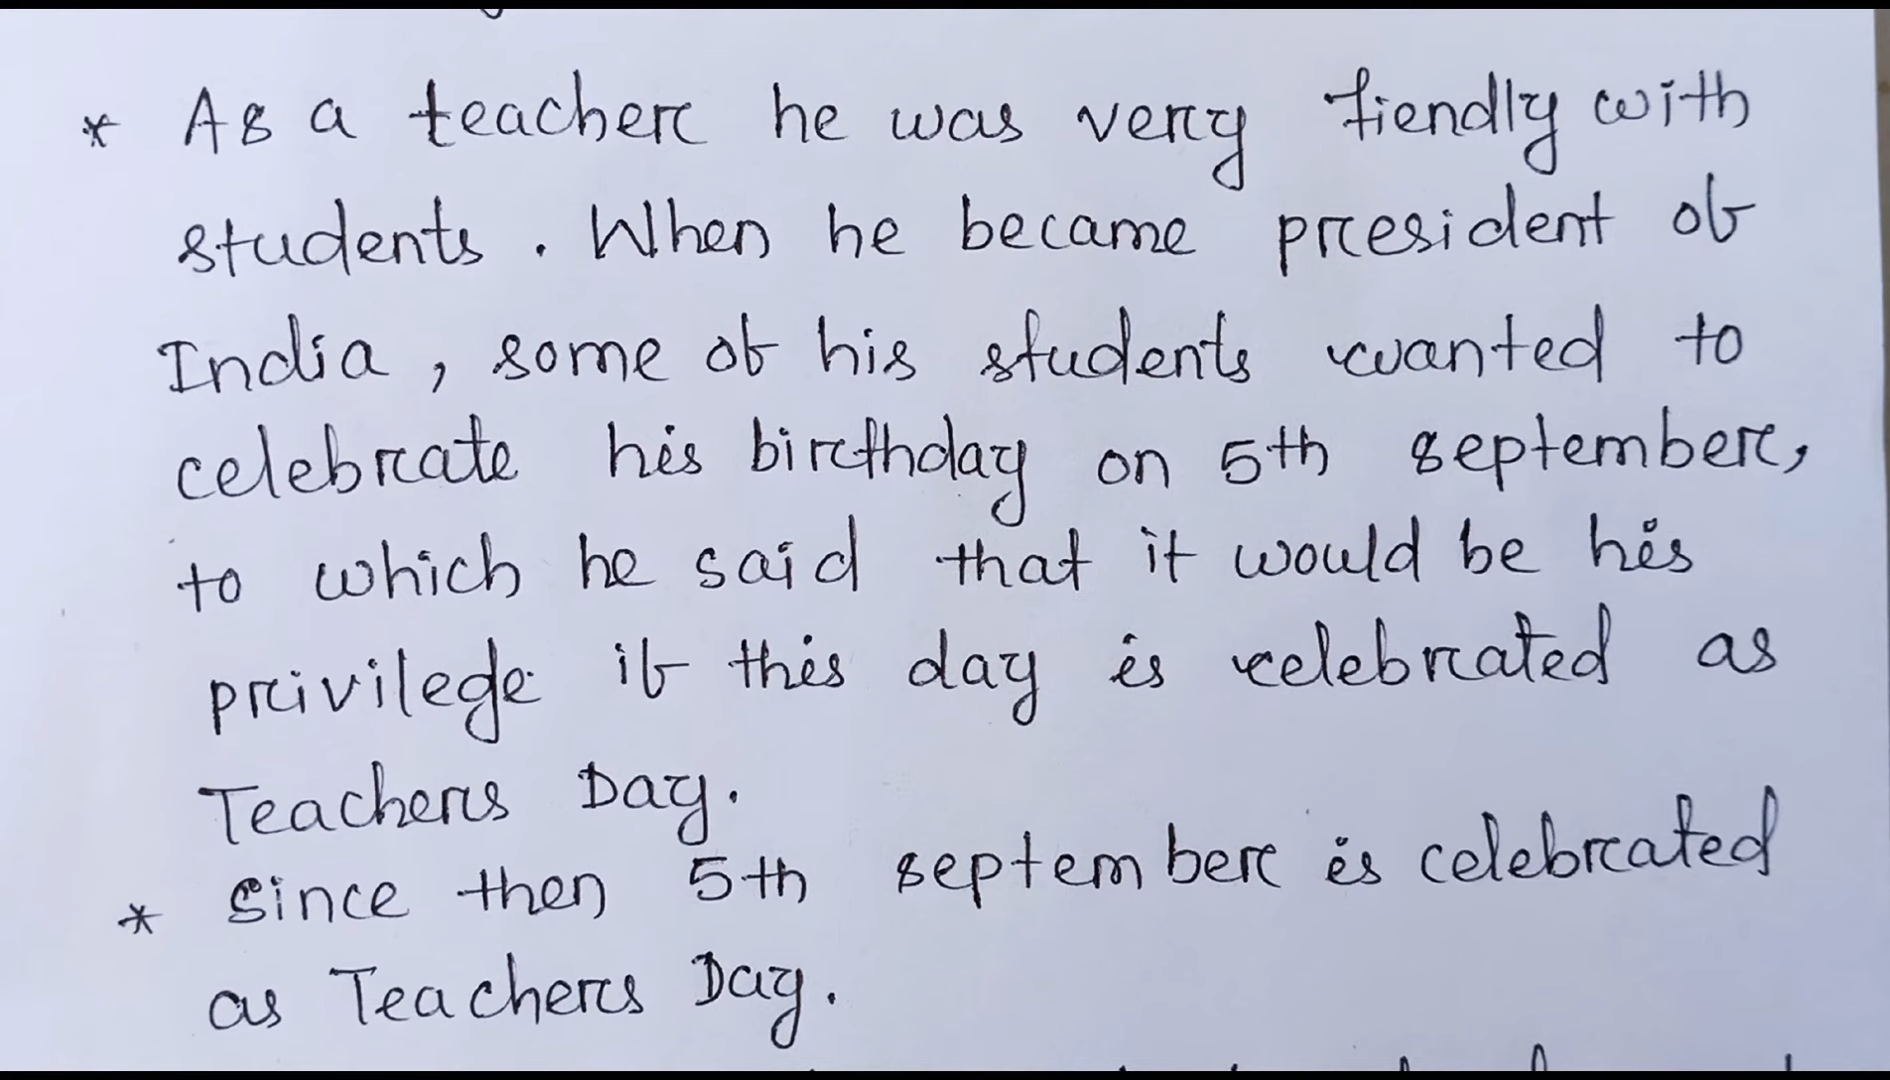 * As a teacher he was very fiendly with
students. When he became president of
India, some of his students wanted to
celebrate his birthday on 5th september,
to which he said that it would be his
privilege if this day is celebrated as
Teachers Day.
* since then 5th september is celebrated
as Teachers Day.